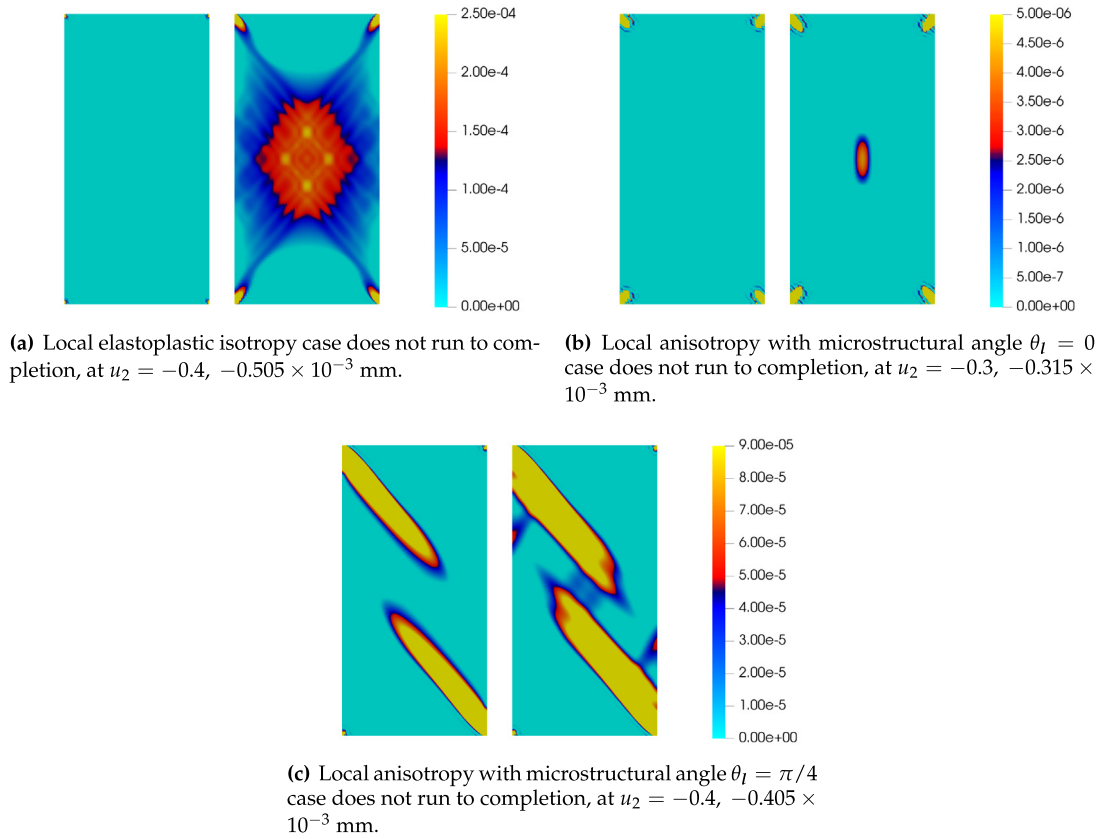 2.50e-04
2.00e-4
1.50e-4
1.00e-4
5.00e-5
0.00e+00
5.00e-06
4.50e-6
4.00e-6
3.50e-6
3.00e-6
2.50e-6
2.00e-6
1.50e-6
1.00e-6
5.00e-7
0.00e+00
(a) Local elastoplastic isotropy case does not run to com-
pletion, at u₂ = −0.4, −0.505 × 10⁻³ mm.
(b) Local anisotropy with microstructural angle θ_l = 0
case does not run to completion, at u₂ = −0.3, −0.315 ×
10⁻³ mm.
9.00e-05
8.00e-5
7.00e-5
6.00e-5
5.00e-5
4.00e-5
3.00e-5
2.00e-5
1.00e-5
0.00e+00
(c) Local anisotropy with microstructural angle θ_l = π/4
case does not run to completion, at u₂ = −0.4, −0.405 ×
10⁻³ mm.